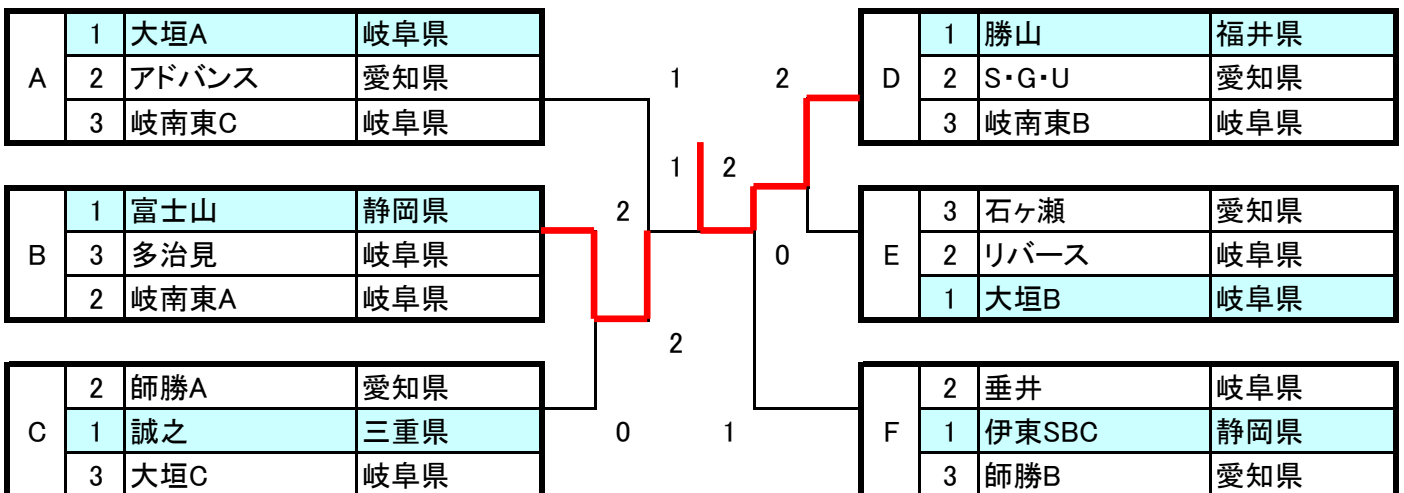 1 大垣A 岐阜県
A 2 アドバンス 愛知県
3 岐南東C 岐阜県
1 富士山 静岡県
B 3 多治見 岐阜県
2 岐南東A 岐阜県
2 師勝A 愛知県
C 1 誠之 三重県
3 大垣C 岐阜県
1 2
1 2
2
0
2
0 1
1 勝山 福井県
D 2 S・G・U 愛知県
3 岐南東B 岐阜県
3 石ヶ瀬 愛知県
E 2 リバース 岐阜県
1 大垣B 岐阜県
2 垂井 岐阜県
F 1 伊東SBC 静岡県
3 師勝B 愛知県